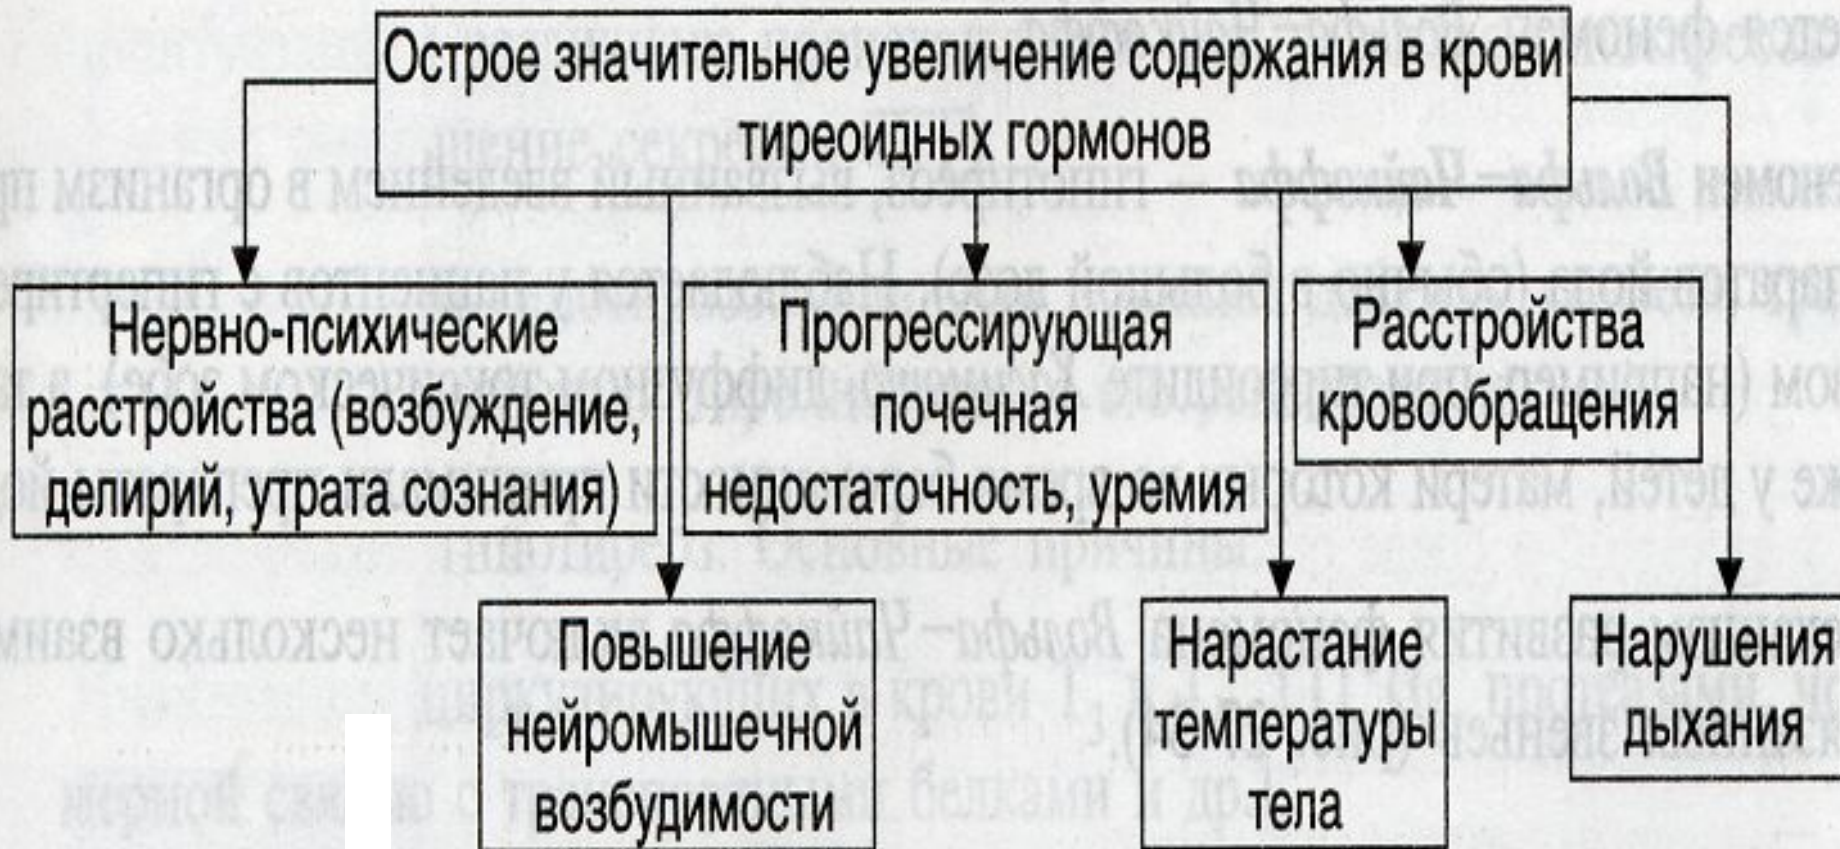 Острое значительное увеличение содержания в крови
тиреоидных гормонов
Нервно-психические
расстройства (возбуждение,
делирий, утрата сознания)
Прогрессирующая
почечная
недостаточность, уремия
Расстройства
кровообращения
Повышение
нейромышечной
возбудимости
Нарастание
температуры
тела
Нарушения
дыхания